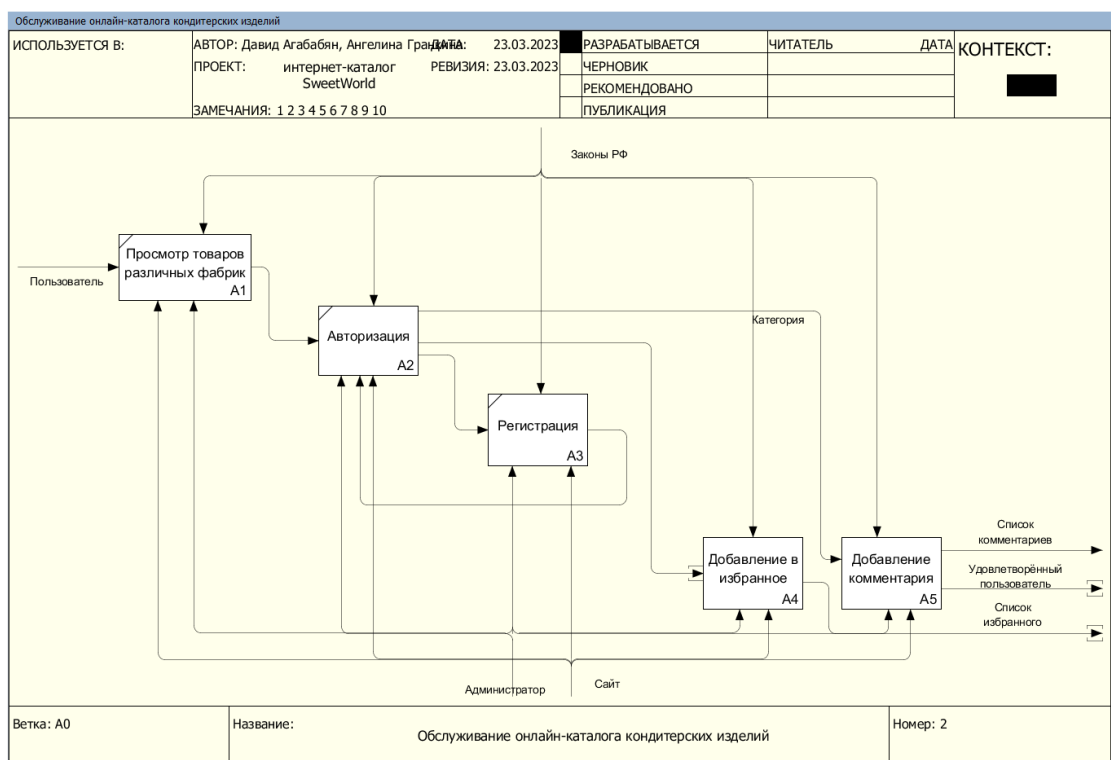 Обслуживание онлайн-каталога кондитерских изделий
ИСПОЛЬЗУЕТСЯ В:
АВТОР: Давид Агабабян, Ангелина
ДАТА: 23.03.2023
ПРОЕКТ: интернет-каталог
SweetWorld
РЕВИЗИЯ: 23.03.2023
ЗАМЕЧАНИЯ: 1 2 3 4 5 6 7 8 9 10
РАЗРАБАТЫВАЕТСЯ
ЧЕРНОВИК
РЕКОМЕНДОВАНО
ПУБЛИКАЦИЯ
ЧИТАТЕЛЬ
ДАТА
КОНТЕКСТ:
Законы РФ
Просмотр товаров
различных фабрик
A1
Пользователь
Авторизация
A2
Категория
Регистрация
A3
Добавление в
избранное
A4
Добавление
комментария
A5
Список
комментариев
Удовлетворённый
пользователь
Список
избранного
Администратор
Сайт
Ветка: A0
Название:
Обслуживание онлайн-каталога кондитерских изделий
Номер: 2